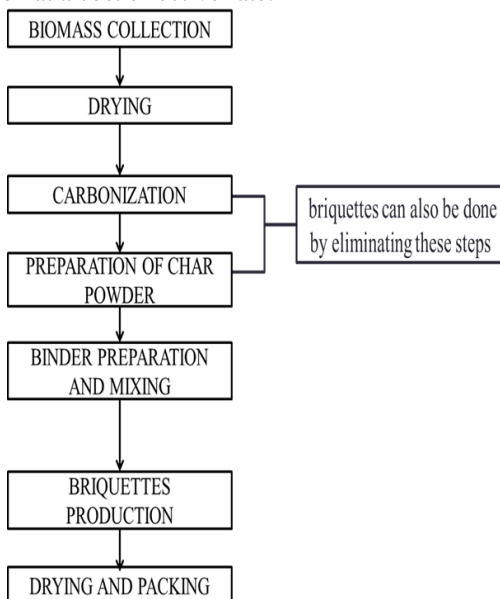 BIOMASS COLLECTION
DRYING
CARBONIZATION
briquettes can also be done
by eliminating these steps
PREPARATION OF CHAR
POWDER
BINDER PREPARATION
AND MIXING
BRIQUETTES
PRODUCTION
DRYING AND PACKING